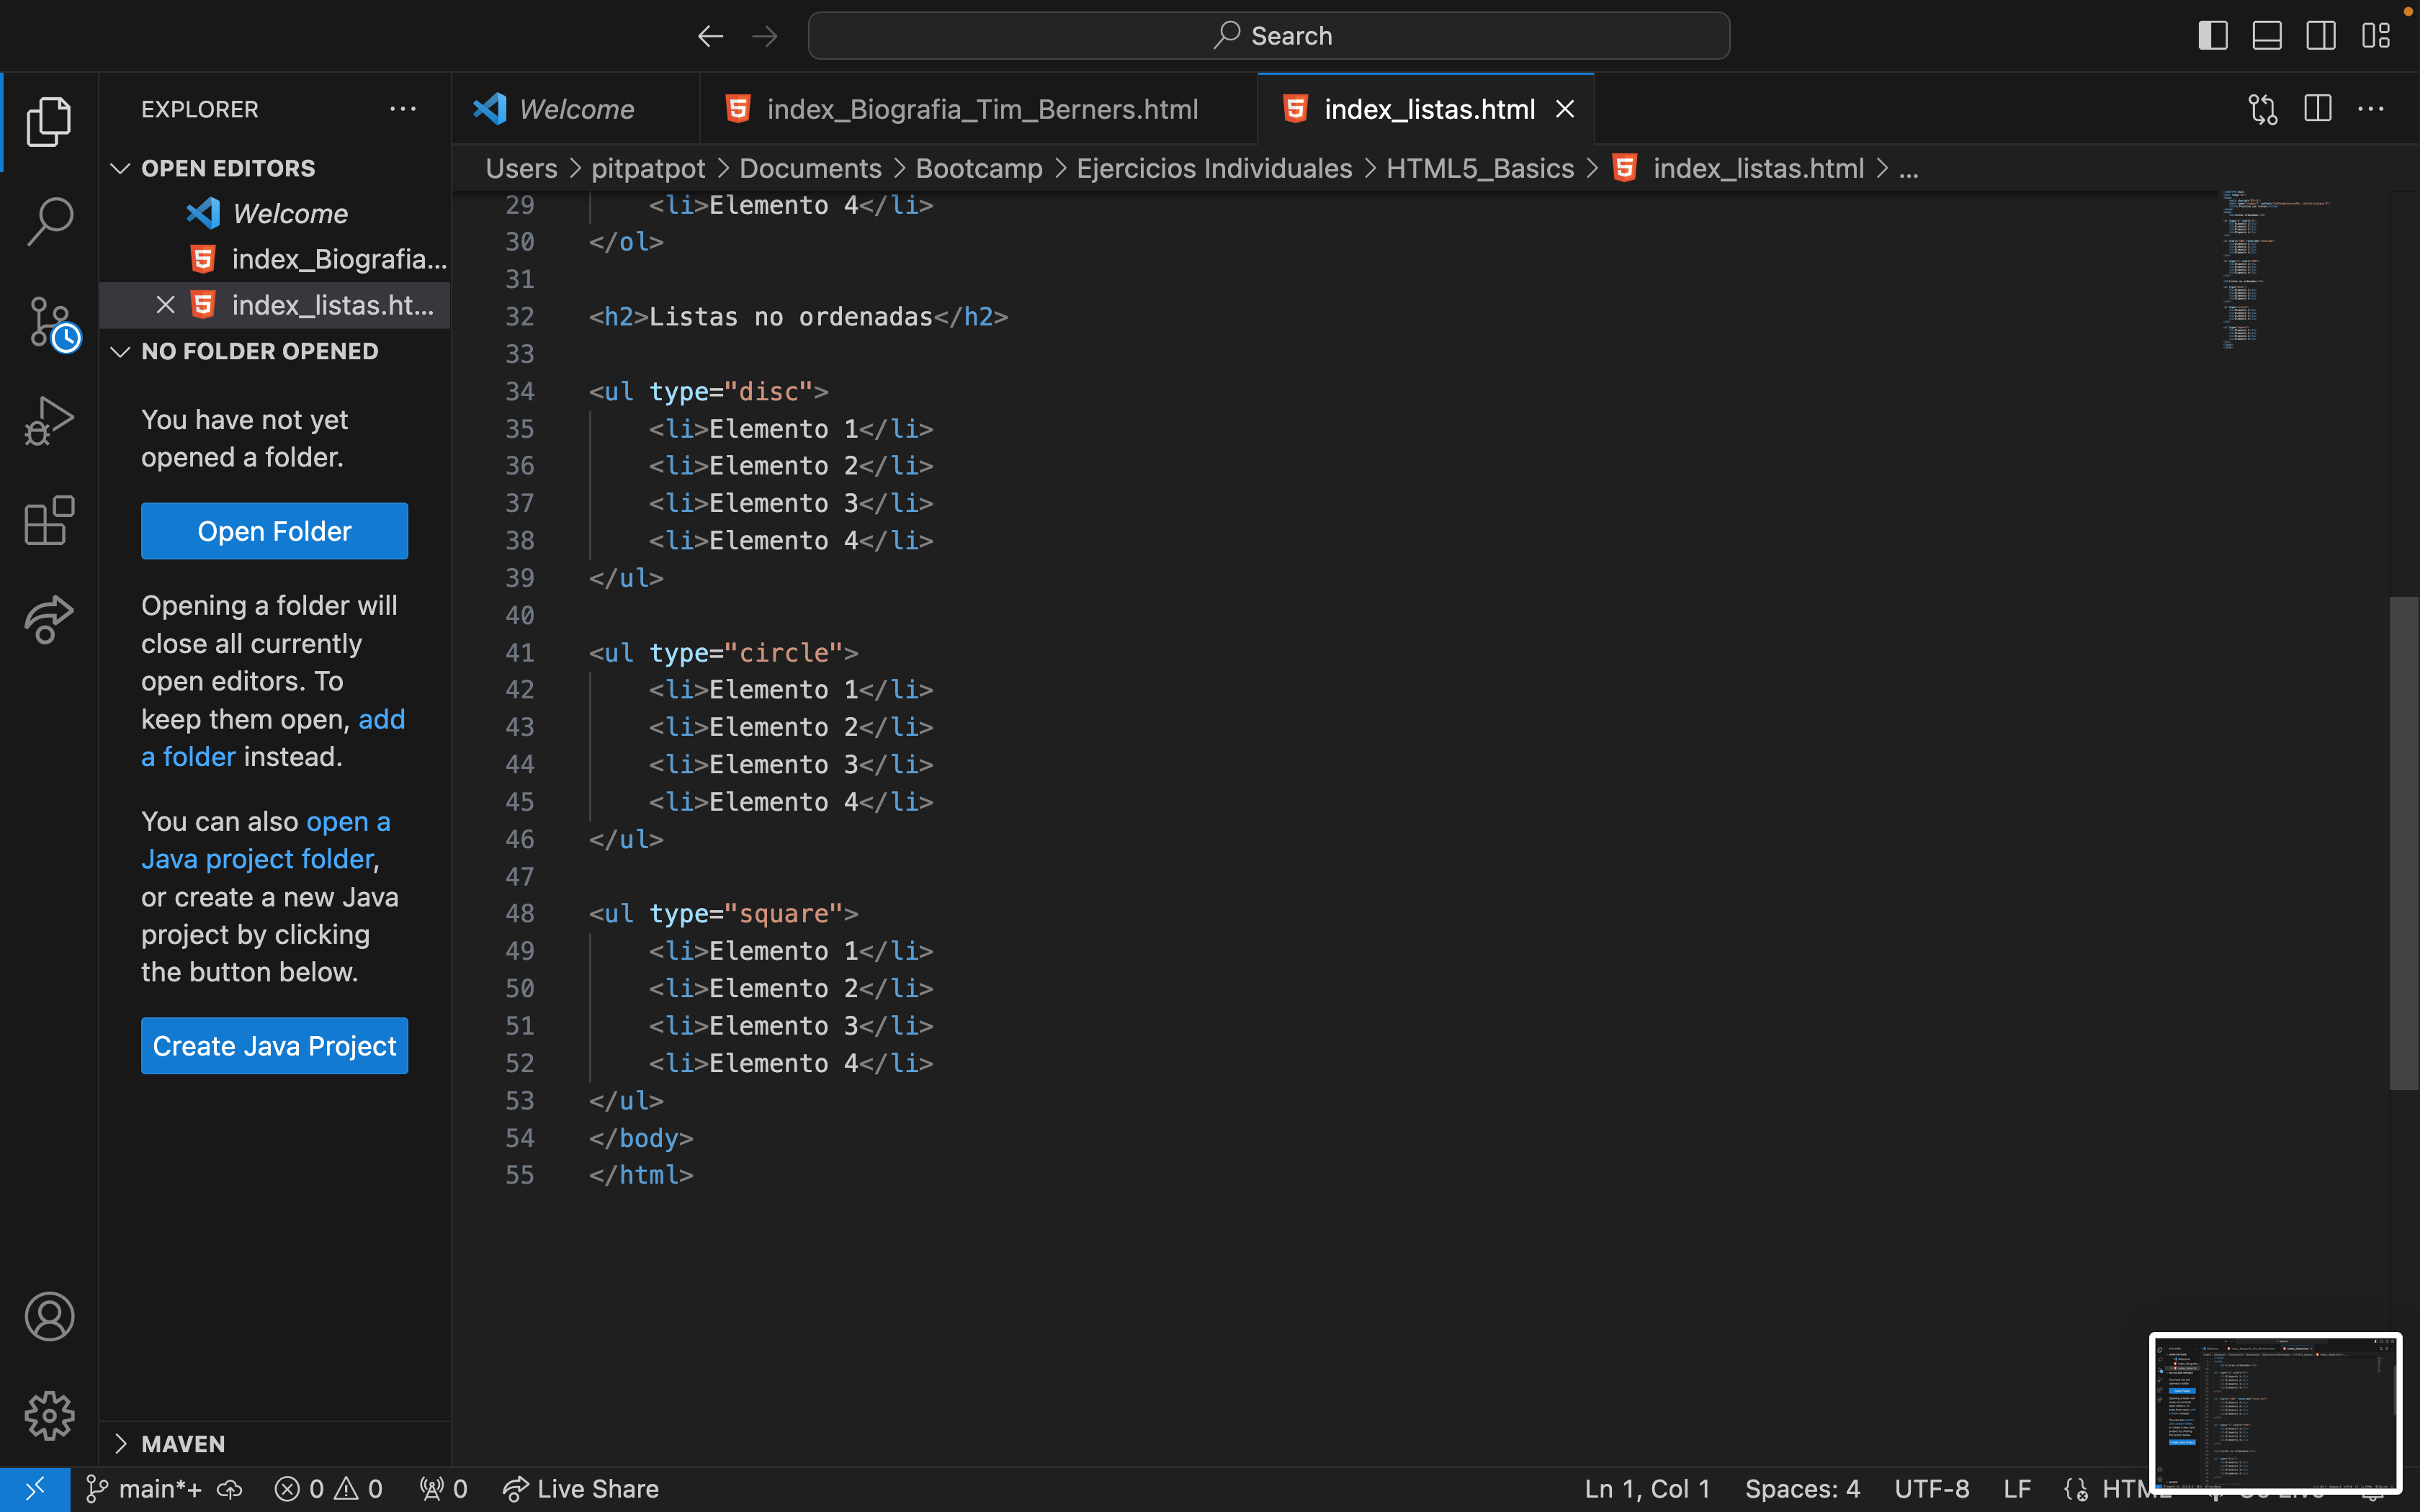 Search
EXPLORER
OPEN EDITORS
Welcome
index_Biografia...
index_listas.ht...
NO FOLDER OPENED
You have not yet
opened a folder.
Open Folder
Opening a folder will
close all currently
open editors. To
keep them open, add
a folder instead.
You can also open a
Java project folder,
or create a new Java
project by clicking
the button below.
Create Java Project
MAVEN
Welcome
index_Biografia_Tim_Berners.html
index_listas.html
Users > pitpatpot > Documents > Bootcamp > Ejercicios Individuales > HTML5_Basics > index_listas.html > ...
29 <li>Elemento 4</li>
30 </ol>
31
32 <h2>Listas no ordenadas</h2>
33
34 <ul type="disc">
35 <li>Elemento 1</li>
36 <li>Elemento 2</li>
37 <li>Elemento 3</li>
38 <li>Elemento 4</li>
39 </ul>
40
41 <ul type="circle">
42 <li>Elemento 1</li>
43 <li>Elemento 2</li>
44 <li>Elemento 3</li>
45 <li>Elemento 4</li>
46 </ul>
47
48 <ul type="square">
49 <li>Elemento 1</li>
50 <li>Elemento 2</li>
51 <li>Elemento 3</li>
52 <li>Elemento 4</li>
53 </ul>
54 </body>
55 </html>
main*+ 0 0 0 Live Share Ln 1, Col 1 Spaces: 4 UTF-8 LF